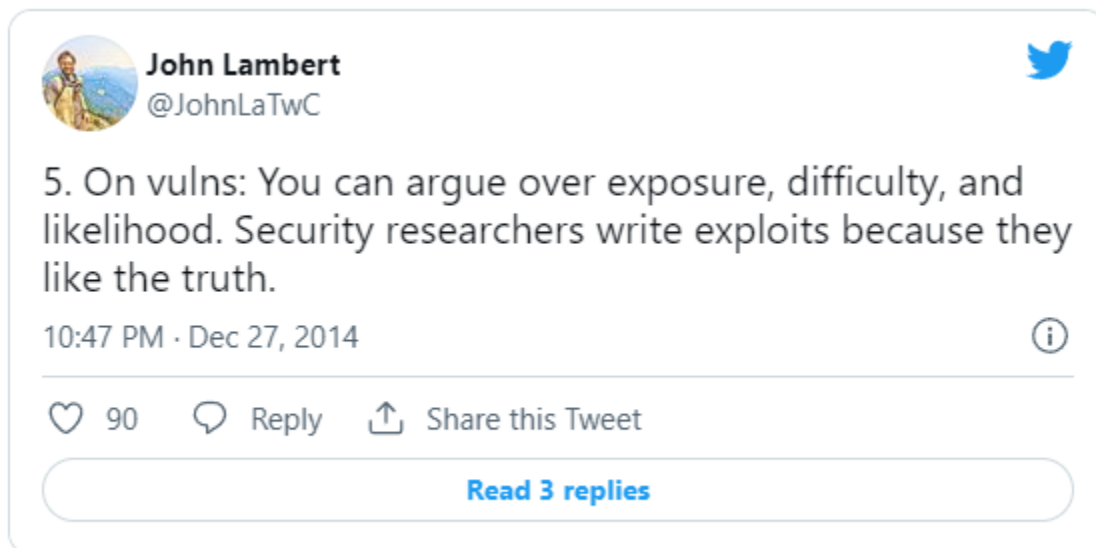 John Lambert
@JohnLaTwC
5. On vulns: You can argue over exposure, difficulty, and
likelihood. Security researchers write exploits because they
like the truth.
10:47 PM · Dec 27, 2014
90 Reply Share this Tweet
Read 3 replies